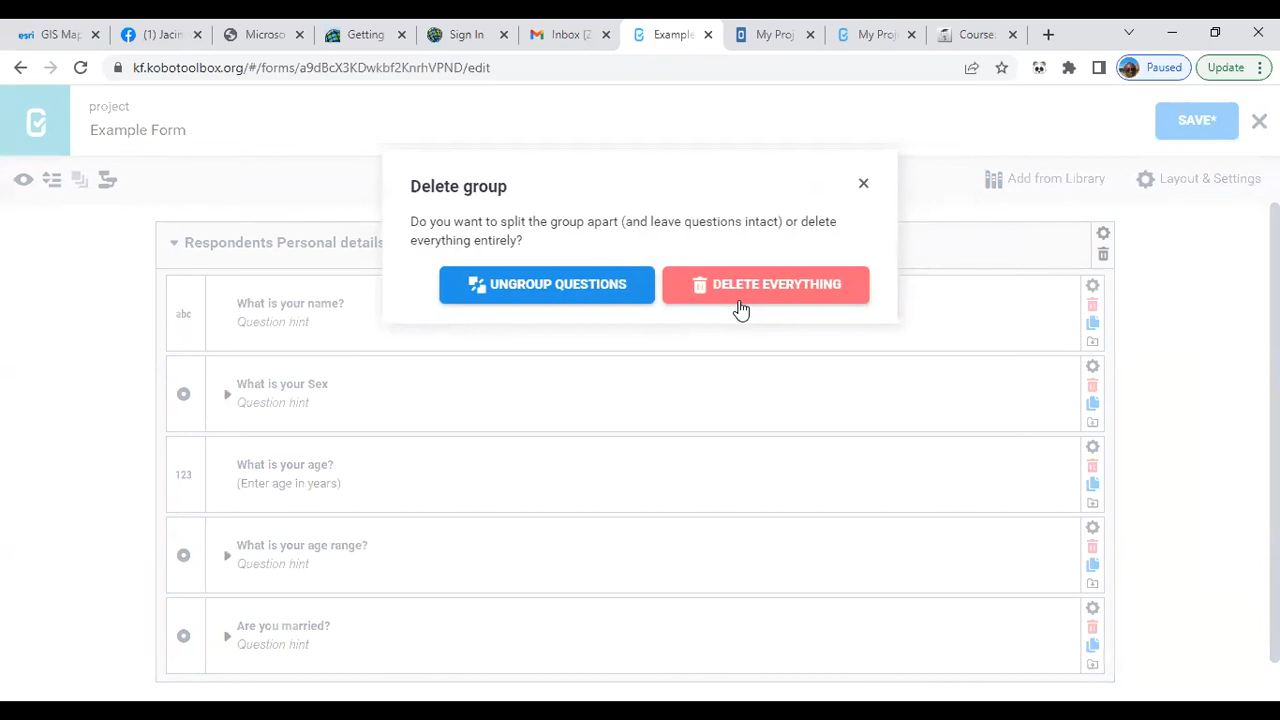 esri GIS Map
(1) Jacin
Microso
Getting
Sign In
Inbox (2
Example
My Proj
My Proj
Course:
kf.kobotoolbox.org/#/forms/a9dBcX3KDwkbf2KnrhVPND/edit
Paused
Update
project
Example Form
SAVE*
Add from Library
Layout & Settings
Delete group
Do you want to split the group apart (and leave questions intact) or delete
everything entirely?
UNGROUP QUESTIONS
DELETE EVERYTHING
Respondents Personal details
abc
What is your name?
Question hint
What is your Sex
Question hint
123
What is your age?
(Enter age in years)
What is your age range?
Question hint
Are you married?
Question hint